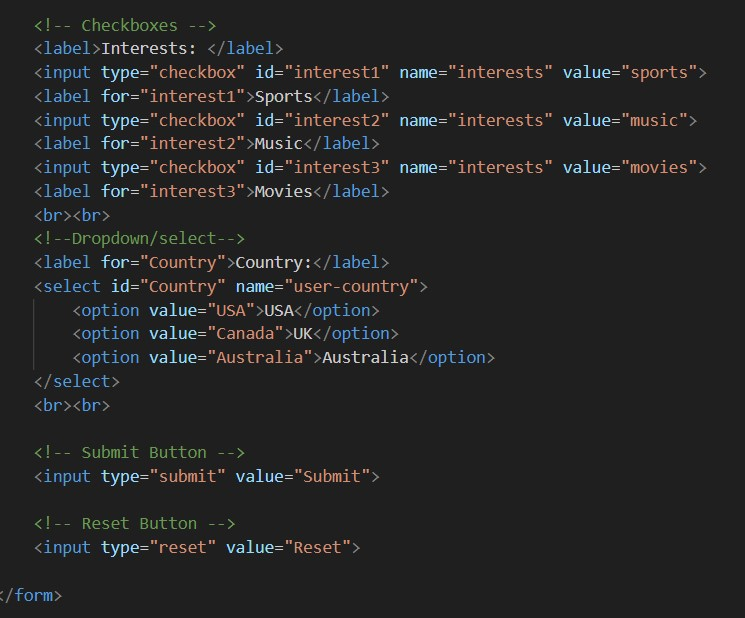 <!-- Checkboxes -->
<label>Interests: </label>
<input type="checkbox" id="interest1" name="interests" value="sports">
<label for="interest1">Sports</label>
<input type="checkbox" id="interest2" name="interests" value="music">
<label for="interest2">Music</label>
<input type="checkbox" id="interest3" name="interests" value="movies">
<label for="interest3">Movies</label>
<br><br>
<!--Dropdown/select-->
<label for="Country">Country:</label>
<select id="Country" name="user-country">
    <option value="USA">USA</option>
    <option value="Canada">UK</option>
    <option value="Australia">Australia</option>
</select>
<br><br>
<!-- Submit Button -->
<input type="submit" value="Submit">
<!-- Reset Button -->
<input type="reset" value="Reset">
</form>